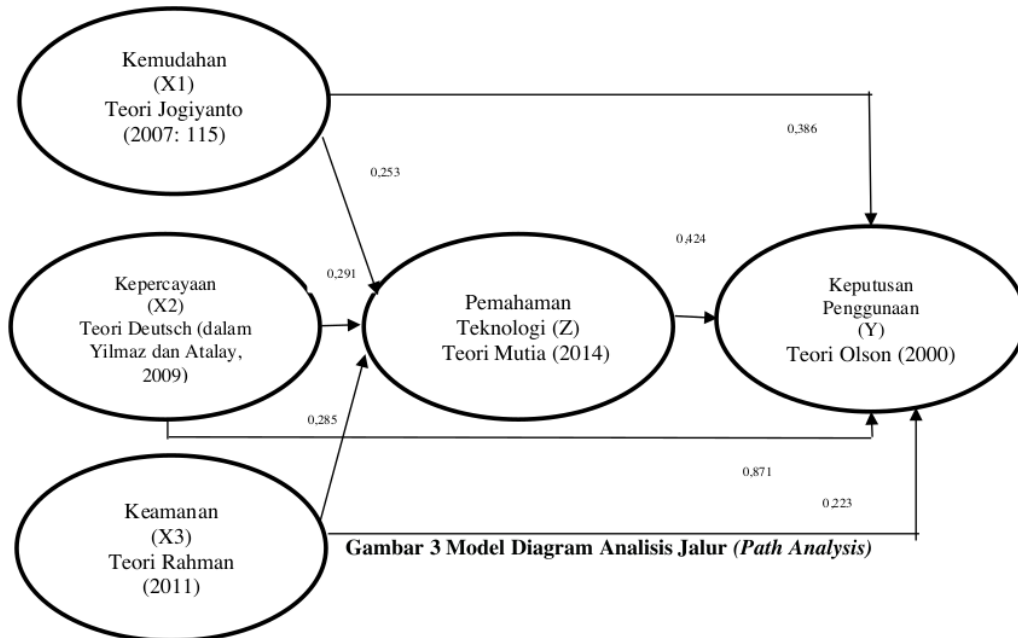 Kemudahan
(X1)
Teori Jogiyanto
(2007: 115)
0,386
0,253
0,424
Kepercayaan
(X2)
Teori Deutsch (dalam
Yilmaz dan Atalay,
2009)
0,291
Pemahaman
Teknologi (Z)
Teori Mutia (2014)
Keputusan
Penggunaan
(Y)
Teori Olson (2000)
0,285
0,871
0,223
Keamanan
(X3)
Teori Rahman
(2011)
Gambar 3 Model Diagram Analisis Jalur (Path Analysis)